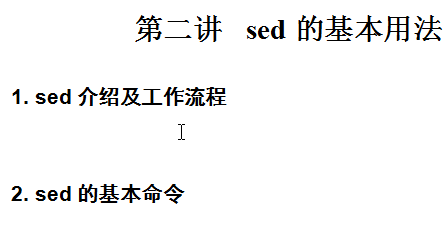 第二讲 sed 的基本用法
1. sed 介绍及工作流程
2. sed 的基本命令